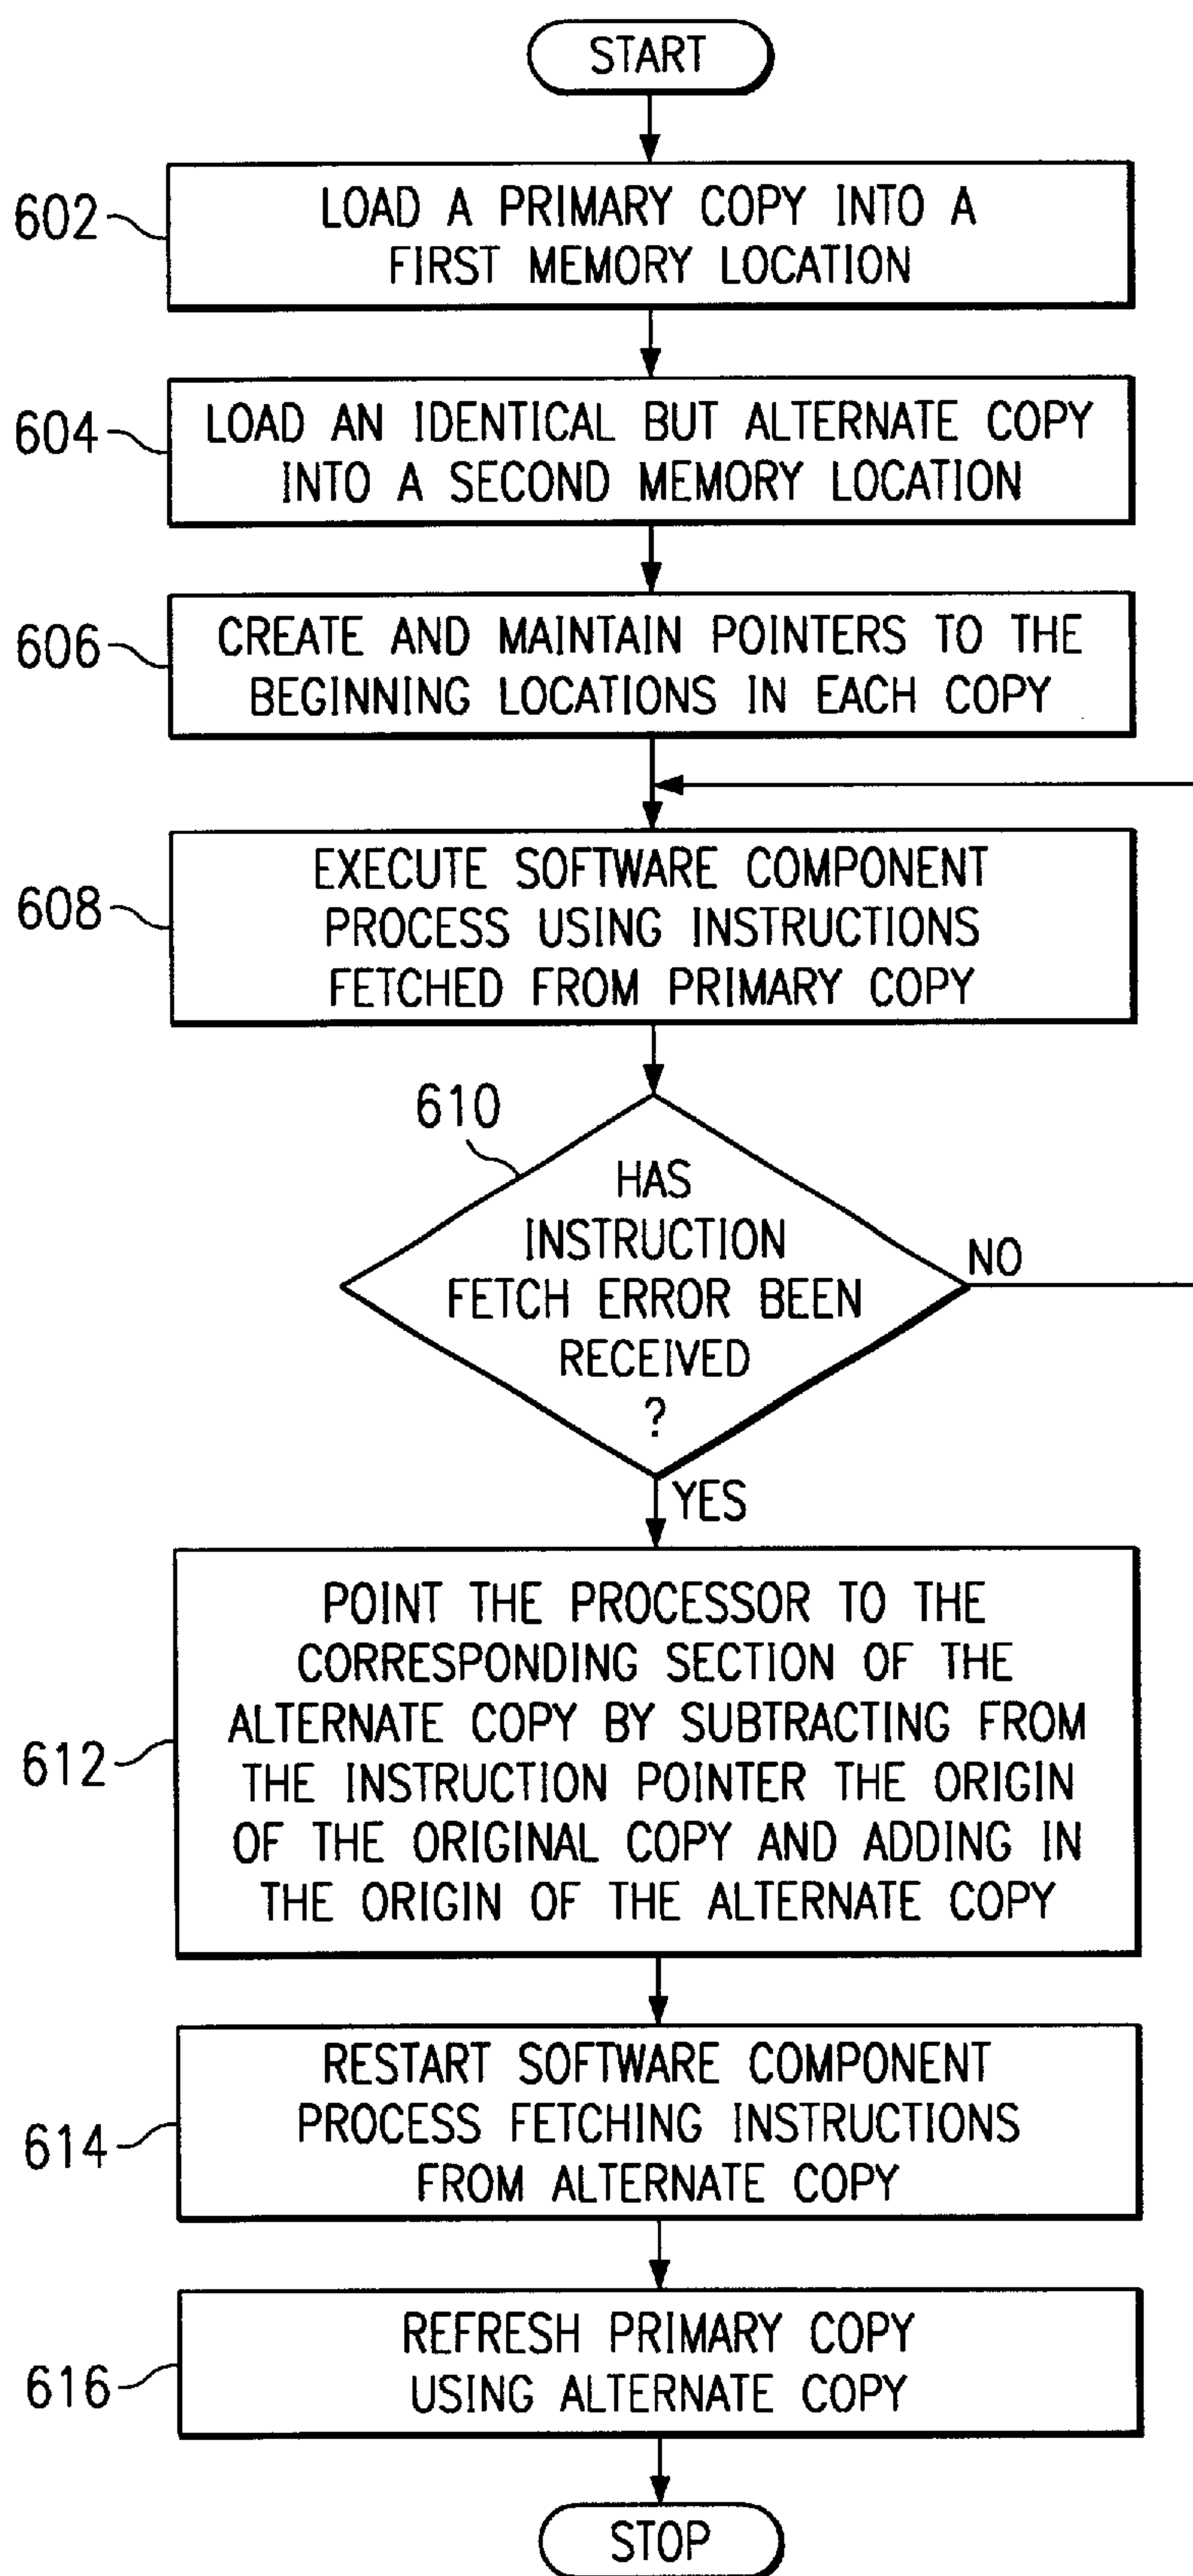 START
602
LOAD A PRIMARY COPY INTO A
FIRST MEMORY LOCATION
604
LOAD AN IDENTICAL BUT ALTERNATE COPY
INTO A SECOND MEMORY LOCATION
606
CREATE AND MAINTAIN POINTERS TO THE
BEGINNING LOCATIONS IN EACH COPY
608
EXECUTE SOFTWARE COMPONENT
PROCESS USING INSTRUCTIONS
FETCHED FROM PRIMARY COPY
610
HAS
INSTRUCTION
FETCH ERROR BEEN
RECEIVED
?
NO
YES
612
POINT THE PROCESSOR TO THE
CORRESPONDING SECTION OF THE
ALTERNATE COPY BY SUBTRACTING FROM
THE INSTRUCTION POINTER THE ORIGIN
OF THE ORIGINAL COPY AND ADDING IN
THE ORIGIN OF THE ALTERNATE COPY
614
RESTART SOFTWARE COMPONENT
PROCESS FETCHING INSTRUCTIONS
FROM ALTERNATE COPY
616
REFRESH PRIMARY COPY
USING ALTERNATE COPY
STOP